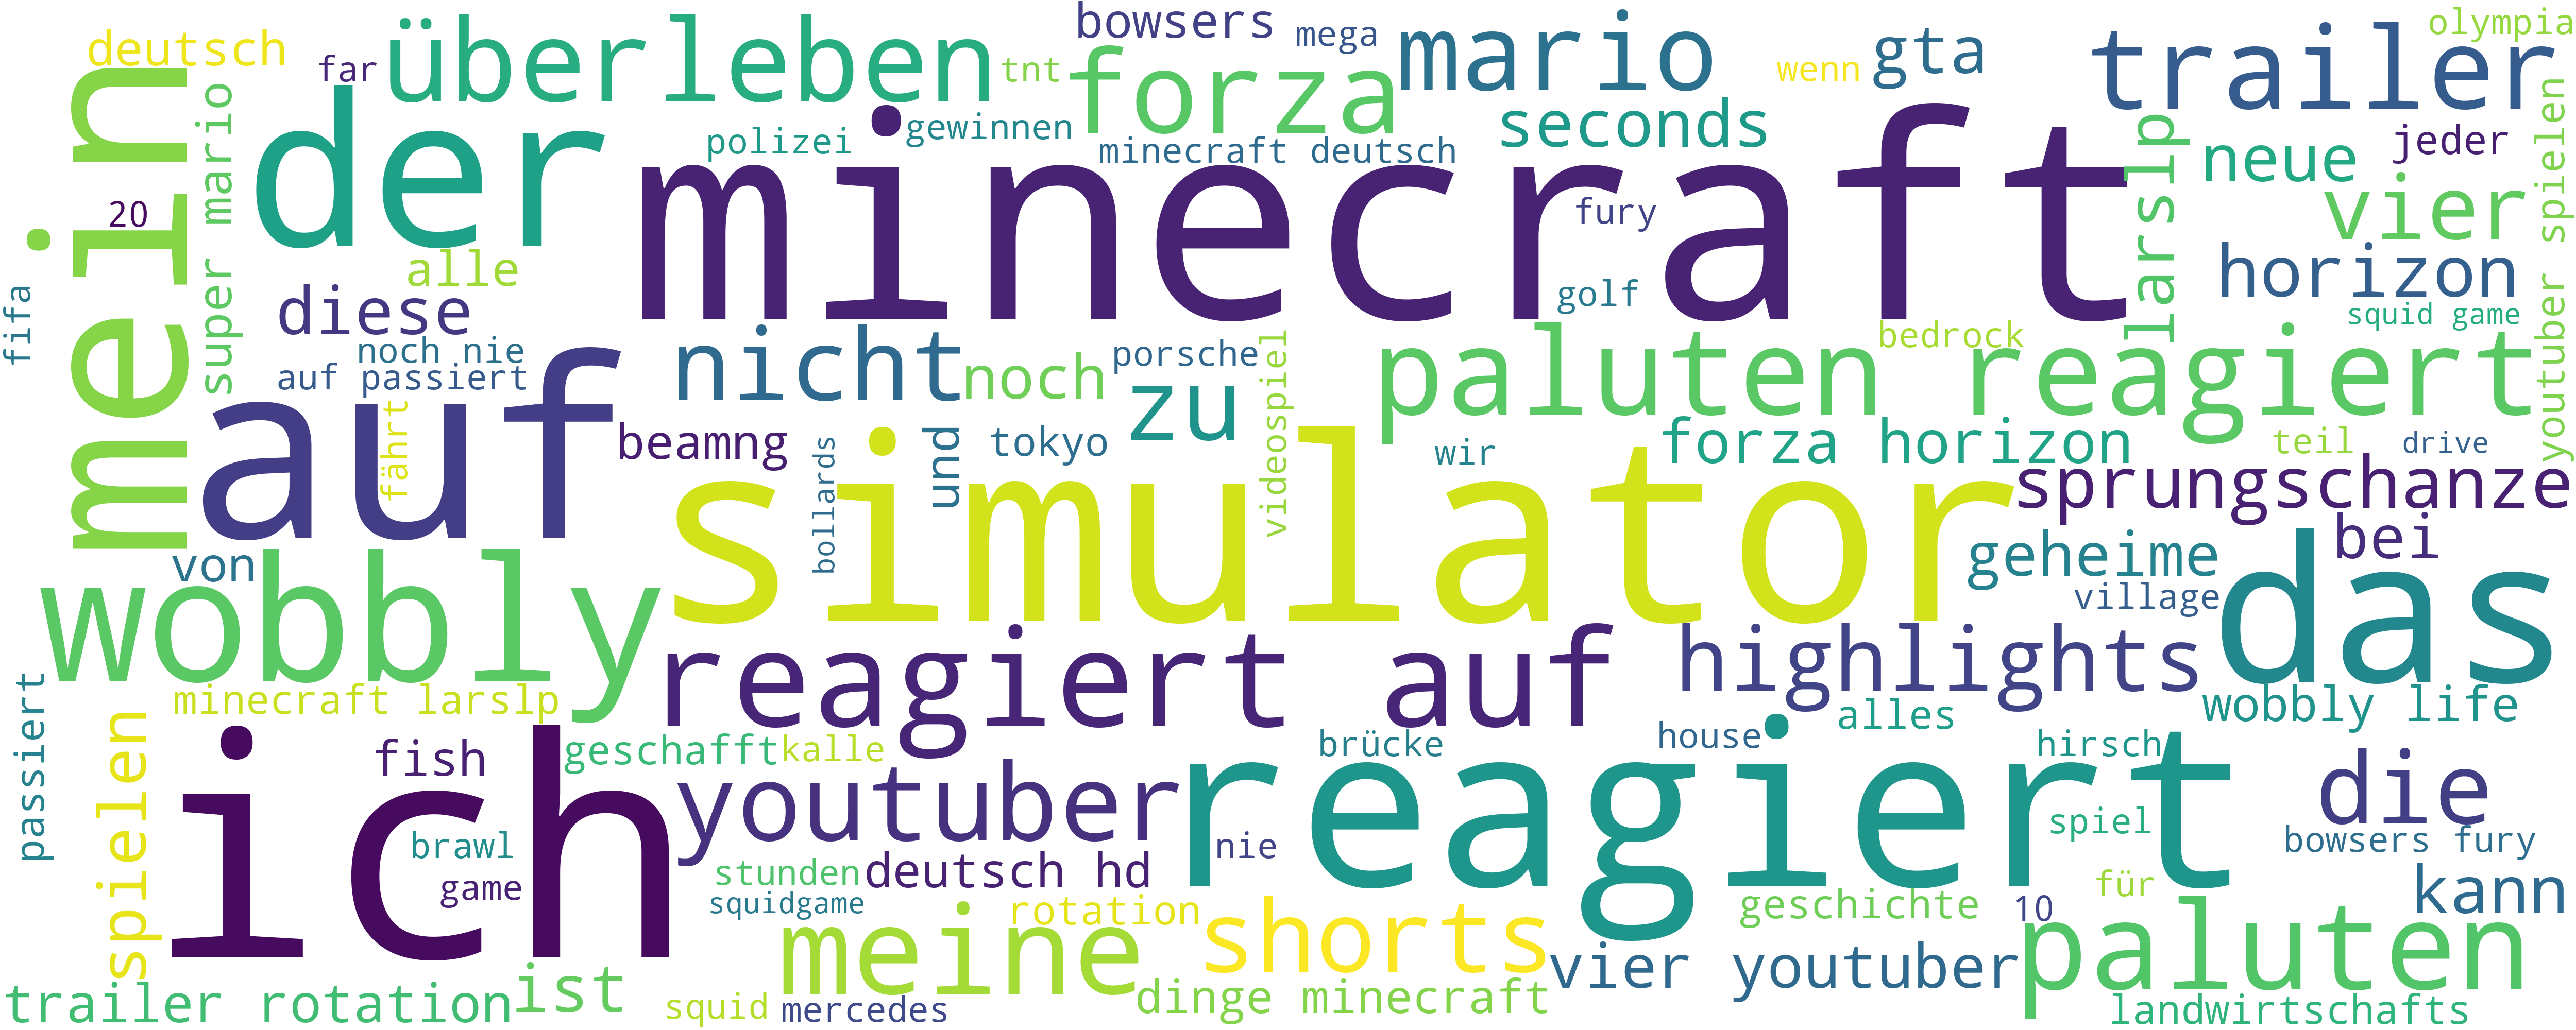 deutsch
far
überleben
bowsers
mega
tnt
forza
mario
wenn
gta
trailer
olympia
mein
super mario
20
der
polizei
gewinnen
minecraft deutsch
seconds
larslp
neue
jeder
minecraft
fury
vier
youtuber spielen
fifa
alle
diese
golf
horizon
squid game
noch nie
auf passiert
nicht
noch
porsche
videospiel
paluten reagiert
bedrock
auf
fährt
beamng
bollards
und
tokyo
zu
wir
forza horizon
teil
drive
simulator
sprungschanze
von
geheime
bei
village
das
wobbly
reagiert auf
highlights
minecraft larslp
wobbly life
passiert
spielen
ich
fish
geschafft
kalle
brücke
house
alles
hirsch
youtuber
reagiert
die
brawl
game
stunden
deutsch hd
nie
spiel
bowsers fury
squidgame
rotation
shorts
geschichte
10
für
kann
meine
paluten
trailer rotation
ist
squid
mercedes
dinge minecraft
vier youtuber
landwirtschafts